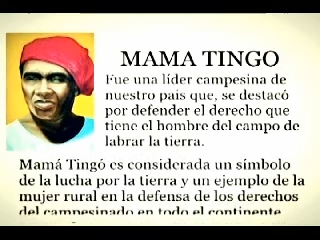 MAMA TINGO
Fue una líder campesina de
nuestro pais que, se destacó
por defender el derecho que
tiene el hombre del campo de
labrar la tierra.
Mamá Tingó es considerada un símbolo
de la lucha por la tierra y un ejemplo de la
mujer rural en la defensa de los derechos
del campesinado en todo el continente